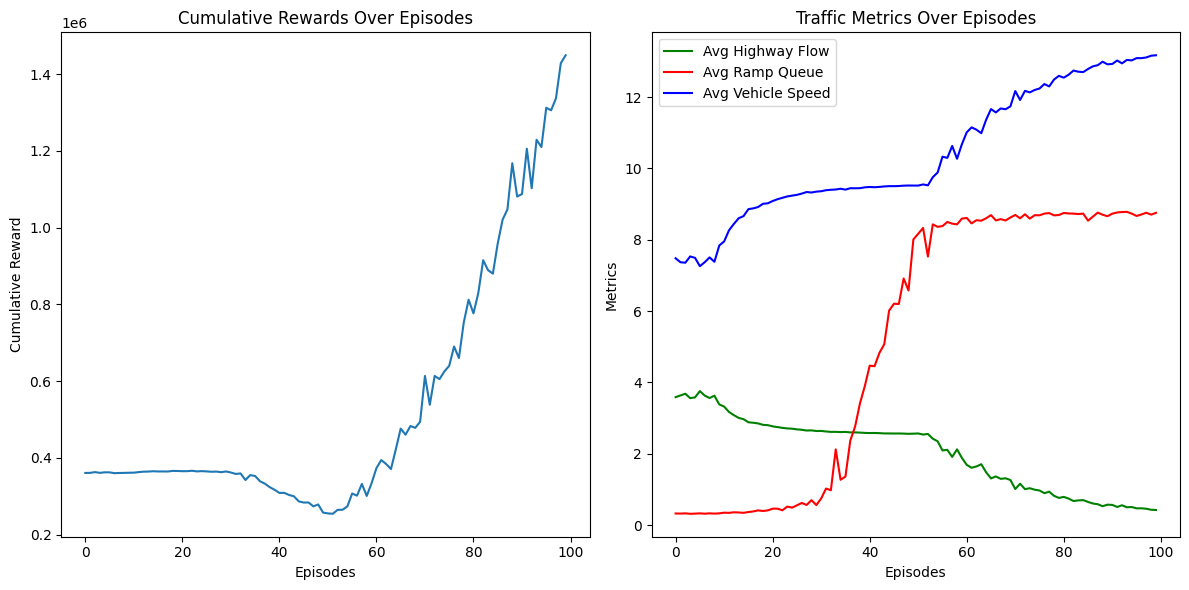 Cumulative Rewards Over Episodes
1e6
1.4
1.2
1.0
0.8
0.6
0.4
0.2
Cumulative Reward
0 20 40 60 80 100
Episodes
Traffic Metrics Over Episodes
Avg Highway Flow
Avg Ramp Queue
Avg Vehicle Speed
12
10
8
6
4
2
0
Metrics
0 20 40 60 80 100
Episodes